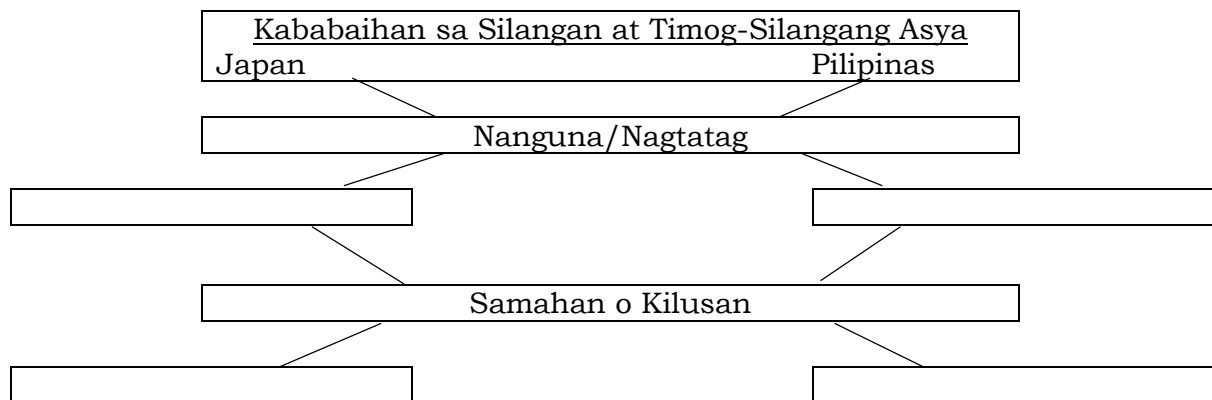 Kababaihan sa Silangan at Timog-Silangang Asya
Japan Pilipinas
Nanguna/Nagtatag
Samahan o Kilusan